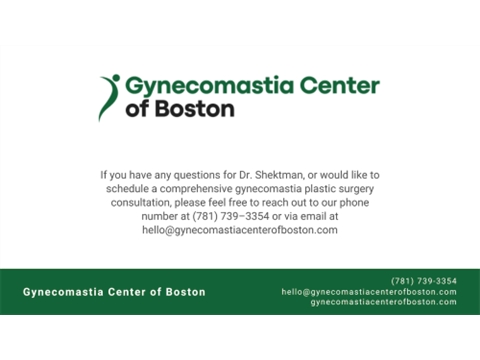 Gynecomastia Center
of Boston
If you have any questions for Dr. Shektman, or would like to
schedule a comprehensive gynecomastia plastic surgery
consultation, please feel free to reach out to our phone
number at (781) 739–3354 or via email at
hello@gynecomastiacenterofboston.com
Gynecomastia Center of Boston
(781) 739-3354
hello@gynecomastiacenterofboston.com
gynecomastiacenterofboston.com